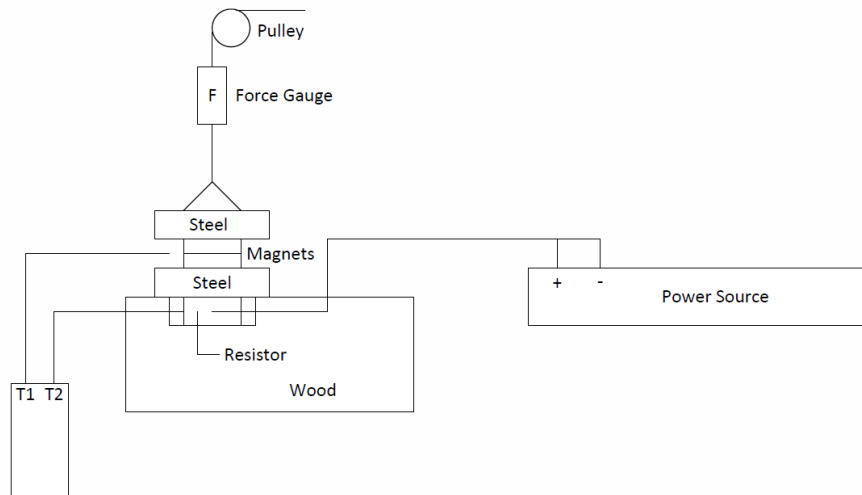 Pulley
F
Force Gauge
Steel
Magnets
Steel
+ -
Power Source
Resistor
Wood
T1 T2